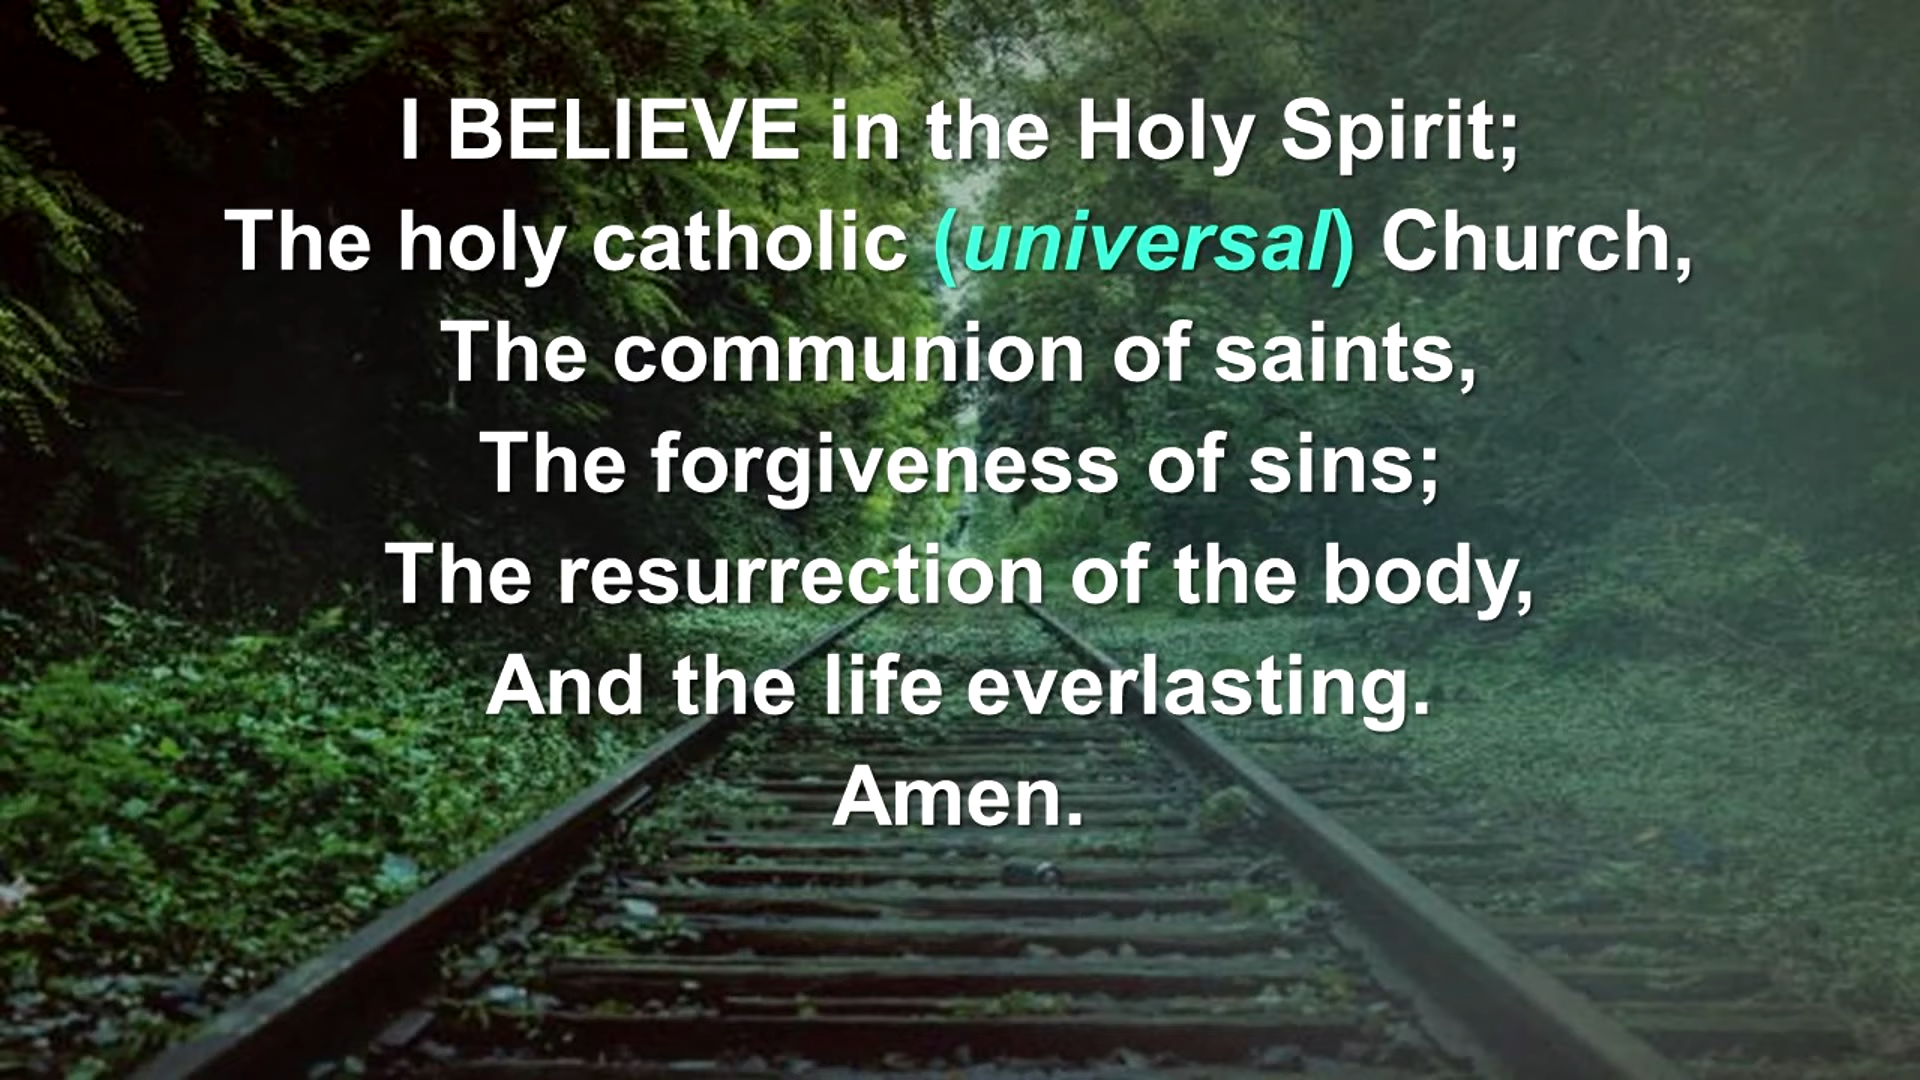 I BELIEVE in the Holy Spirit;
The holy catholic (universal) Church,
The communion of saints,
The forgiveness of sins;
The resurrection of the body,
And the life everlasting.
Amen.